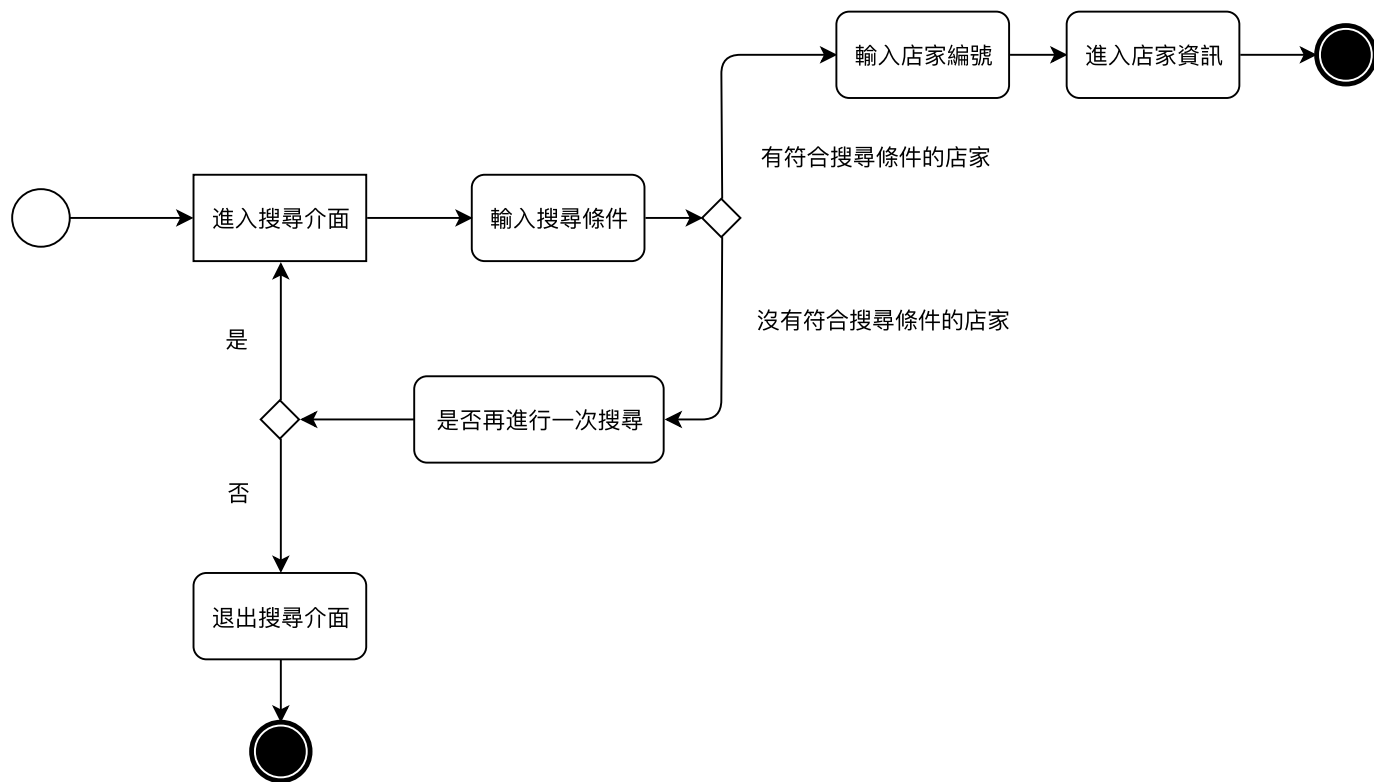 輸入店家編號
進入店家資訊
有符合搜尋條件的店家
進入搜尋介面
輸入搜尋條件
沒有符合搜尋條件的店家
是
是否再進行一次搜尋
否
退出搜尋介面